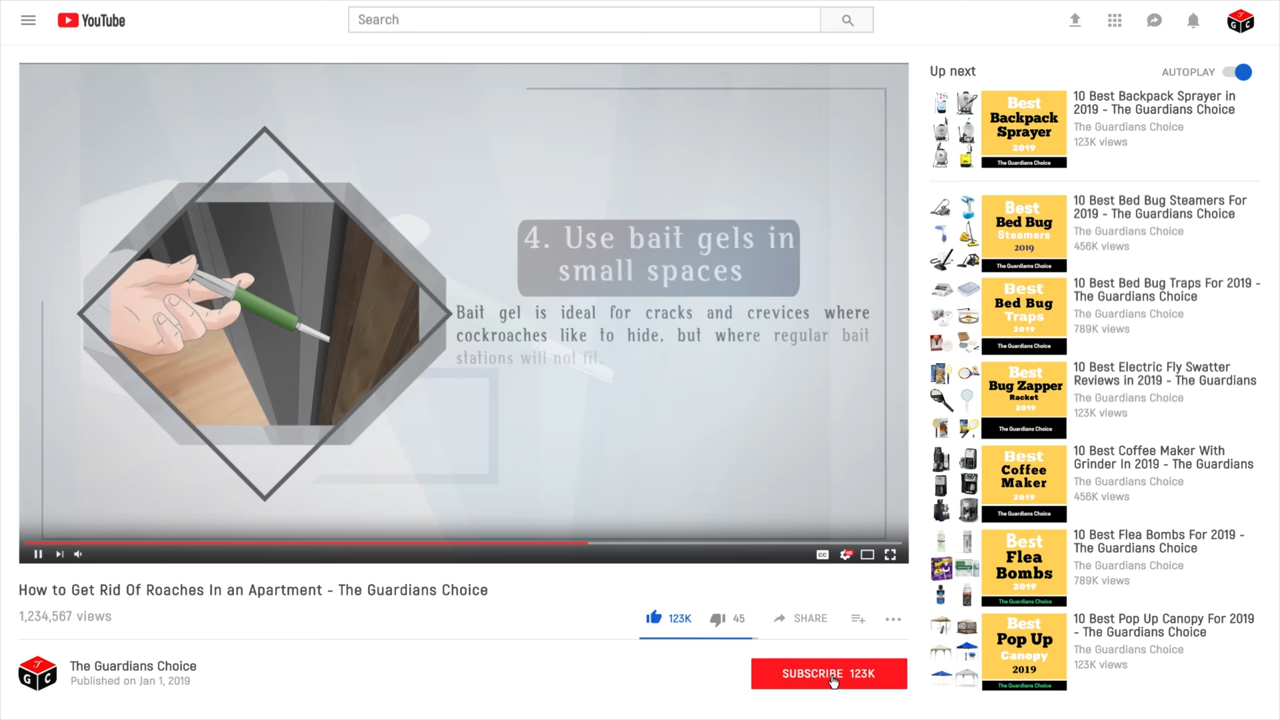 YouTube
Search
4. Use bait gels in
small spaces
Bait gel is ideal for cracks and crevices where
cockroaches like to hide, but where regular bait
stations will not fit.
CC
How to Get Rid Of Roaches In an Apartment - The Guardians Choice
1,234,567 views
123K
45
SHARE
The Guardians Choice
Published on Jan 1, 2019
SUBSCRIBE 123K
Up next
AUTOPLAY
Best
Backpack
Sprayer
2019
The Guardians Choice
10 Best Backpack Sprayer in
2019 - The Guardians Choice
The Guardians Choice
123K views
Best
Bed Bug
Steamers
2019
The Guardians Choice
10 Best Bed Bug Steamers For
2019 - The Guardians Choice
The Guardians Choice
456K views
Best
Bed Bug
Traps
2019
The Guardians Choice
10 Best Bed Bug Traps For 2019 -
The Guardians Choice
The Guardians Choice
789K views
Best
Bug Zapper
Racket
2019
The Guardians Choice
10 Best Electric Fly Swatter
Reviews in 2019 - The Guardians
The Guardians Choice
123K views
Best
Coffee
Maker
2019
The Guardians Choice
10 Best Coffee Maker With
Grinder In 2019 - The Guardians
The Guardians Choice
456K views
Best
Flea
Bombs
2019
The Guardians Choice
10 Best Flea Bombs For 2019 -
The Guardians Choice
The Guardians Choice
789K views
Best
Pop Up
Canopy
2019
The Guardians Choice
10 Best Pop Up Canopy For 2019
- The Guardians Choice
The Guardians Choice
123K views